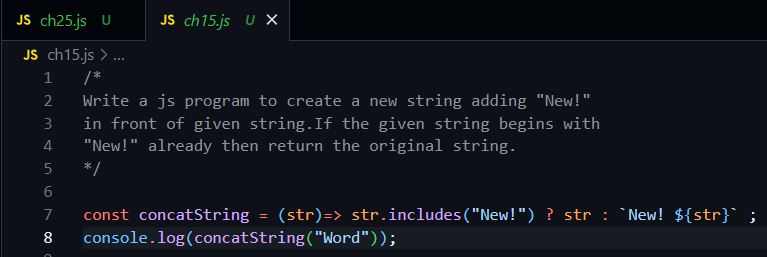 JS ch25.js U JS ch15.js U ×
JS ch15.js > ...
1 /*
2 Write a js program to create a new string adding "New!"
3 in front of given string.If the given string begins with
4 "New!" already then return the original string.
5 */
6
7 const concatString = (str)=> str.includes("New!") ? str : `New! ${str}` ;
8 console.log(concatString("Word"));